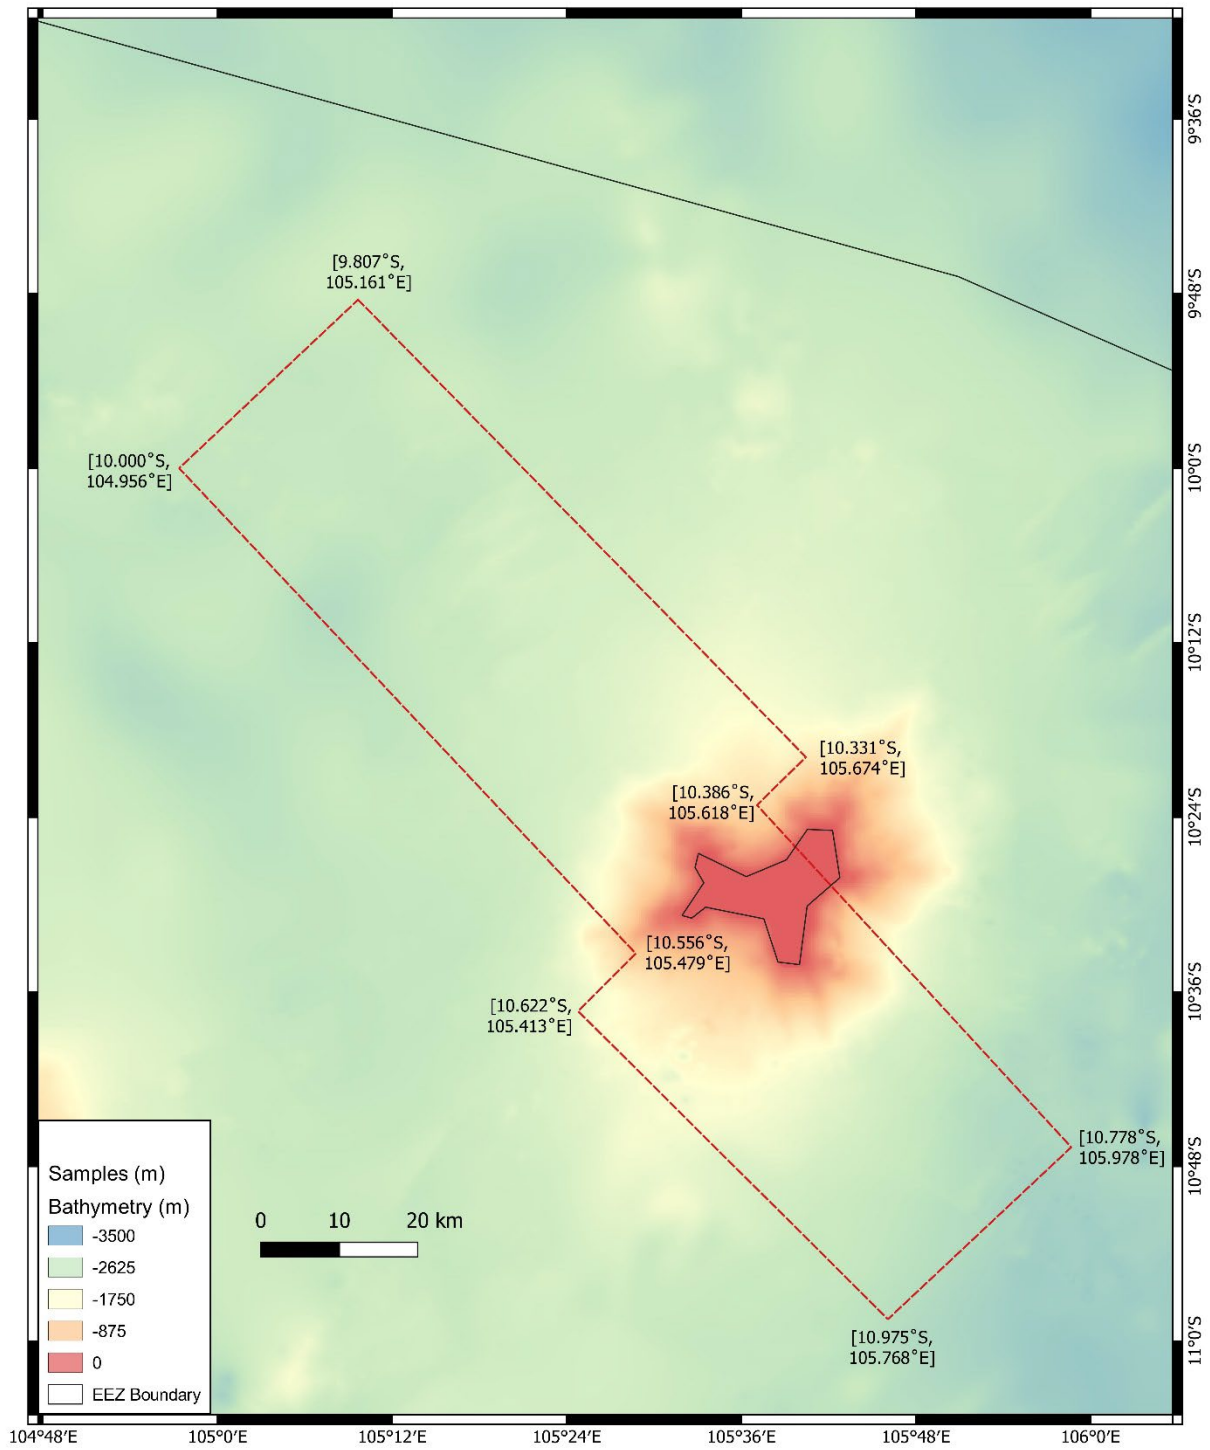 9°36'S
[9.807°S,
105.161°E]
9°48'S
[10.000°S,
104.956°E]
10°0'S
10°12'S
[10.331°S,
105.674°E]
[10.386°S,
105.618°E]
10°24'S
[10.556°S,
105.479°E]
10°36'S
[10.622°S,
105.413°E]
[10.778°S,
105.978°E]
10°48'S
Samples (m)
Bathymetry (m)
-3500
-2625
-1750
-875
0
EEZ Boundary
0 10 20 km
[10.975°S,
105.768°E]
11°0'S
104°48'E 105°0'E 105°12'E 105°24'E 105°36'E 105°48'E 106°0'E